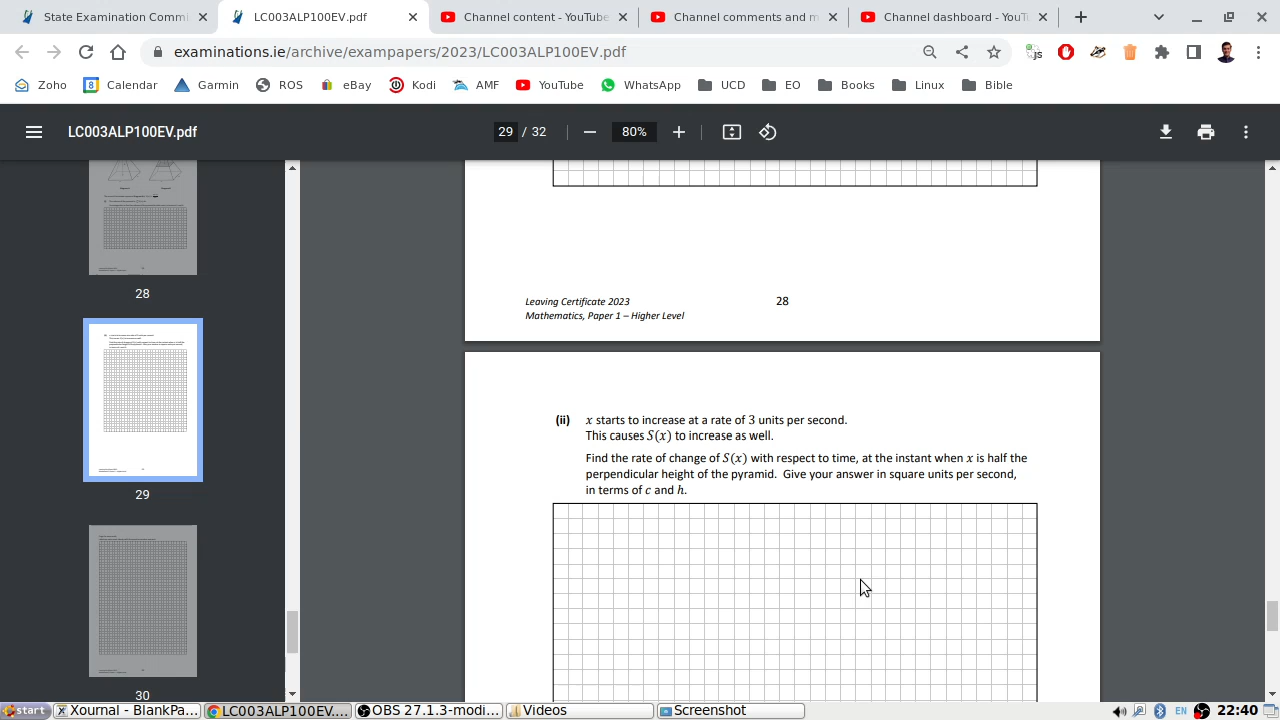 State Examination Commi
LC003ALP100EV.pdf
Channel content - YouTube
Channel comments and m
Channel dashboard - YouTu
examinations.ie/archive/exampapers/2023/LC003ALP100EV.pdf
JS
Zoho
8 Calendar
Garmin
ROS
eBay
Kodi
AMF
YouTube
WhatsApp
UCD
EO
Books
Linux
Bible
LC003ALP100EV.pdf
29 / 32
80%
28
29
30
Leaving Certificate 2023
28
Mathematics, Paper 1 – Higher Level
(ii) x starts to increase at a rate of 3 units per second.
This causes S(x) to increase as well.
Find the rate of change of S(x) with respect to time, at the instant when x is half the
perpendicular height of the pyramid. Give your answer in square units per second,
in terms of c and h.
start
Xournal - BlankPa...
LC003ALP100EV....
OBS 27.1.3-modi...
Videos
Screenshot
EN
22:40